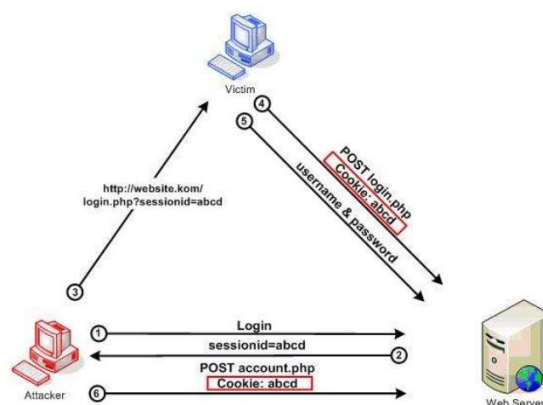 Victim
4
5
POST login.php
Cookie: abcd
username & password
http://website.kom/
login.php?sessionid=abcd
3
1
Login
sessionid=abcd
2
POST account.php
6
Cookie: abcd
Attacker
Web Server